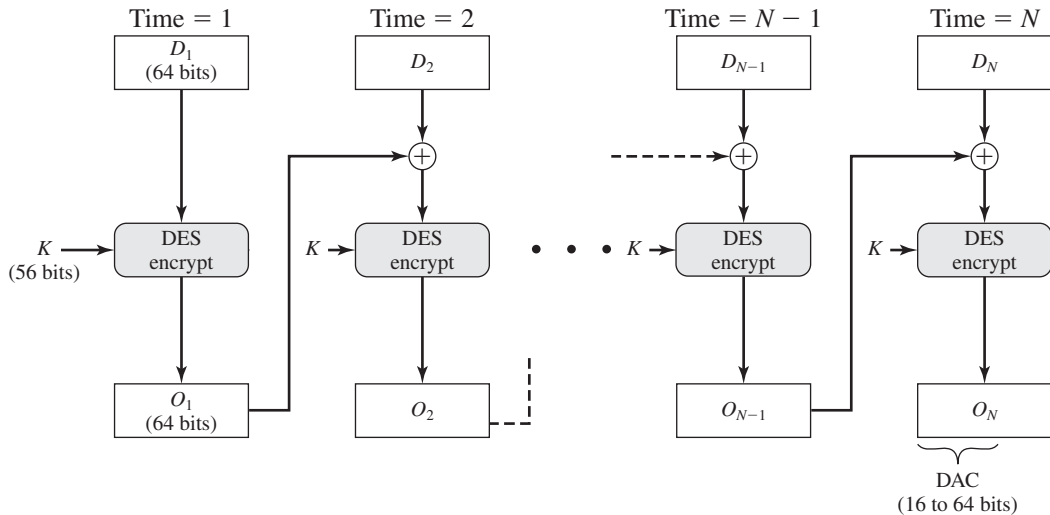 Time = 1
Time = 2
Time = N − 1
Time = N
D1
(64 bits)
D2
DN−1
DN
+
+
+
K
(56 bits)
DES
encrypt
K
DES
encrypt
• • •
K
DES
encrypt
K
DES
encrypt
O1
(64 bits)
O2
ON−1
ON
DAC
(16 to 64 bits)